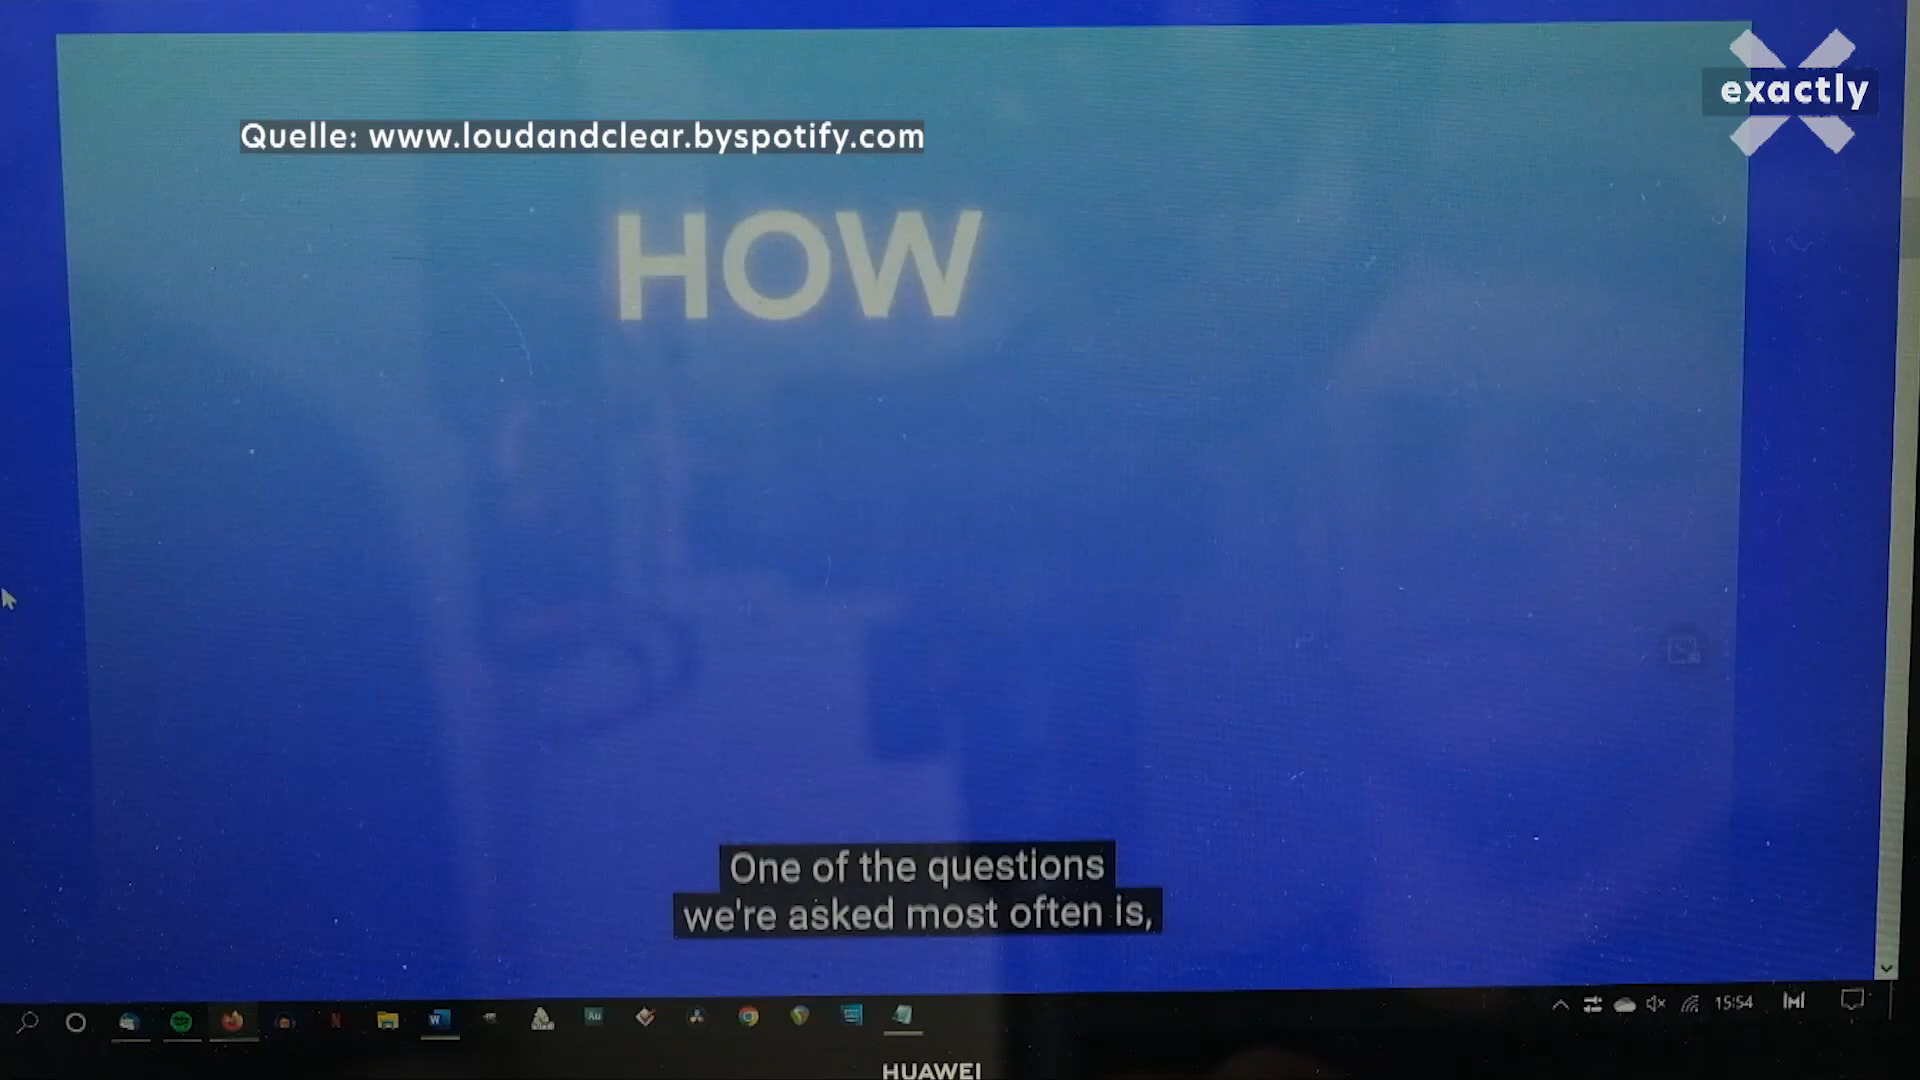 exactly
Quelle: www.loudandclear.byspotify.com
HOW
One of the questions
we're asked most often is,
15:54
HUAWEI